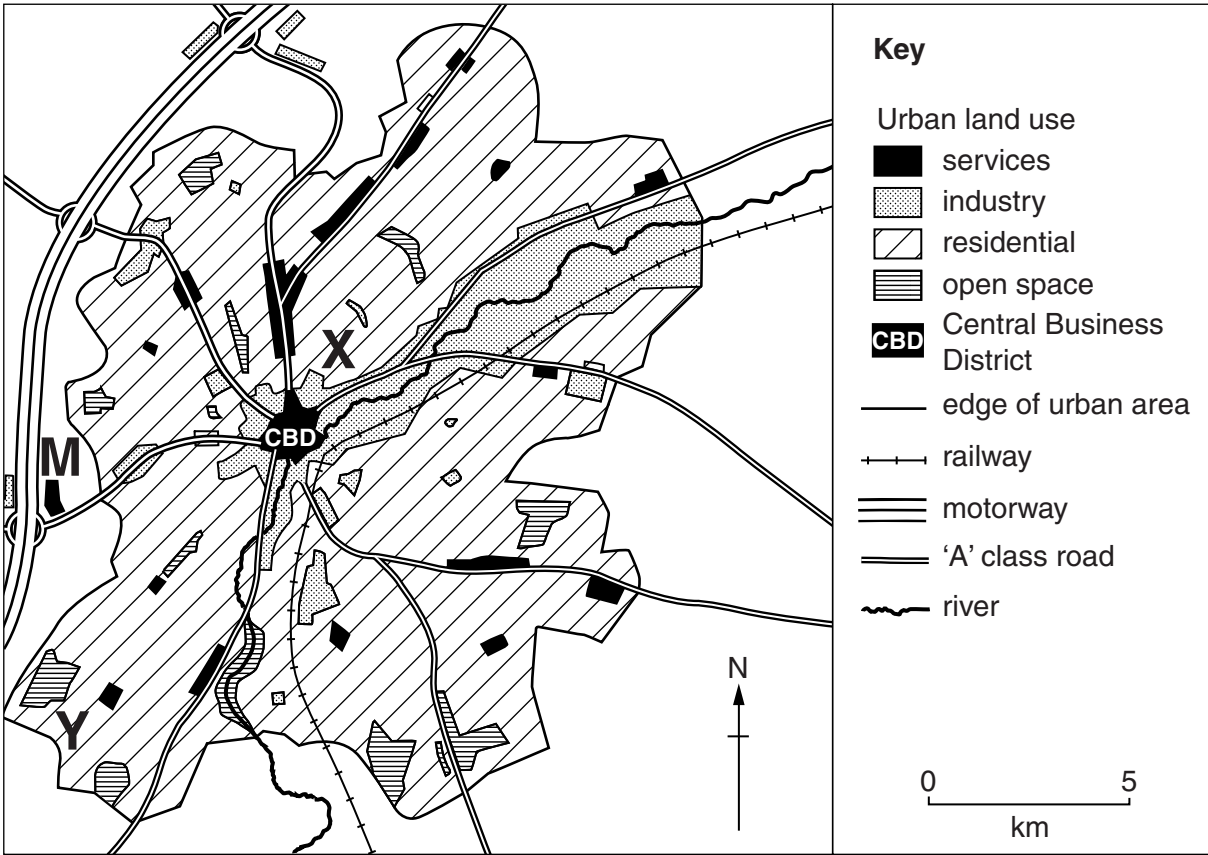 X
CBD
M
Y
N
Key
Urban land use
services
industry
residential
open space
CBD
Central Business
District
edge of urban area
railway
motorway
‘A’ class road
river
0 5
km